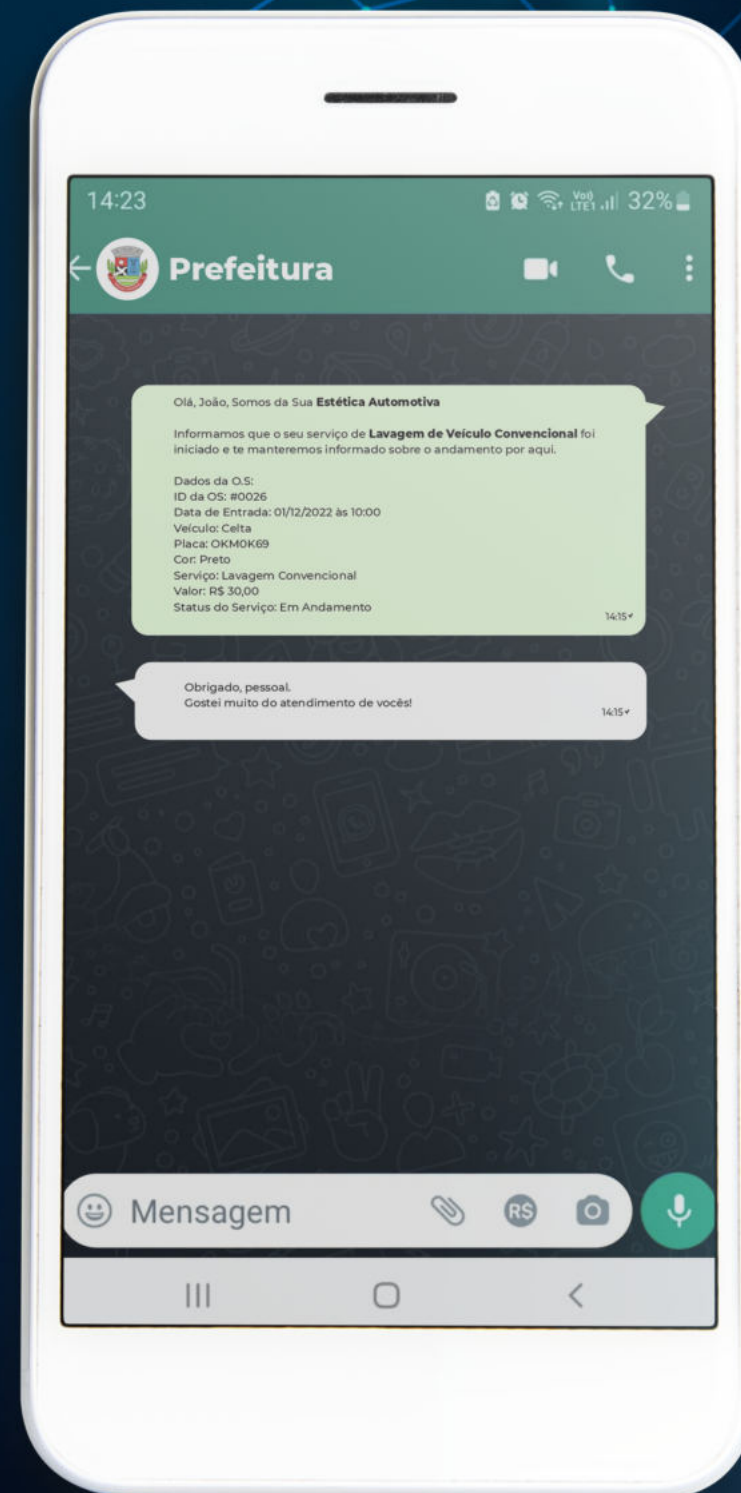 14:23
Vo)) LTE1 32%
Prefeitura
Olá, João, Somos da Sua Estética Automotiva
Informamos que o seu serviço de Lavagem de Veículo Convencional foi
iniciado e te manteremos informado sobre o andamento por aqui.
Dados da O.S:
ID da OS: #0026
Data de Entrada: 01/12/2022 às 10:00
Veículo: Celta
Placa: OKM0K69
Cor: Preto
Serviço: Lavagem Convencional
Valor: R$ 30,00
Status do Serviço: Em Andamento
14:15
Obrigado, pessoal.
Gostei muito do atendimento de vocês!
14:15
Mensagem
R$